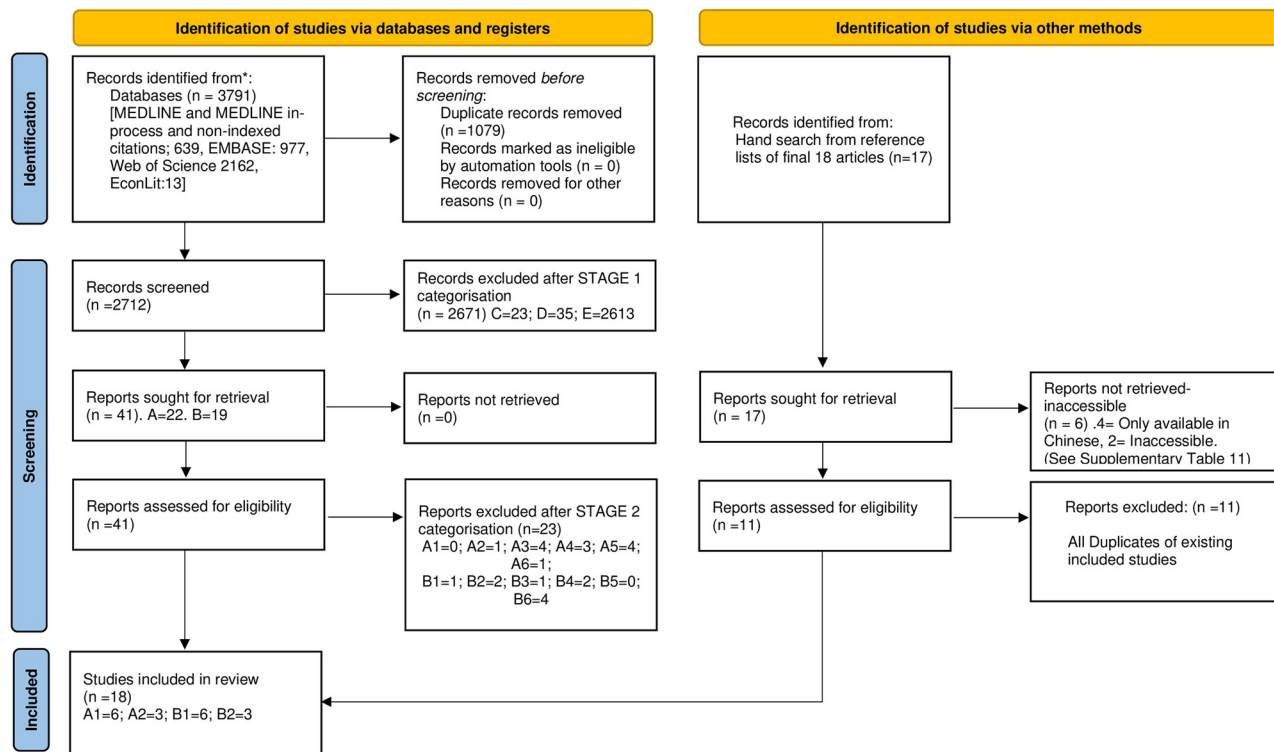 Identification of studies via databases and registers
Identification of studies via other methods
Identification
Records identified from*:
Databases (n = 3791)
[MEDLINE and MEDLINE in-
process and non-indexed
citations; 639, EMBASE: 977,
Web of Science 2162,
EconLit:13]
Records removed before
screening:
Duplicate records removed
(n =1079)
Records marked as ineligible
by automation tools (n = 0)
Records removed for other
reasons (n = 0)
Records identified from:
Hand search from reference
lists of final 18 articles (n=17)
Screening
Records screened
(n =2712)
Records excluded after STAGE 1
categorisation
(n = 2671) C=23; D=35; E=2613
Reports sought for retrieval
(n = 41). A=22. B=19
Reports not retrieved
(n =0)
Reports sought for retrieval
(n = 17)
Reports not retrieved-
inaccessible
(n = 6) .4= Only available in
Chinese, 2= Inaccessible.
(See Supplementary Table 11)
Reports assessed for eligibility
(n =41)
Reports excluded after STAGE 2
categorisation (n=23)
A1=0; A2=1; A3=4; A4=3; A5=4;
A6=1;
B1=1; B2=2; B3=1; B4=2; B5=0;
B6=4
Reports assessed for eligibility
(n =11)
Reports excluded: (n =11)
All Duplicates of existing
included studies
Included
Studies included in review
(n =18)
A1=6; A2=3; B1=6; B2=3